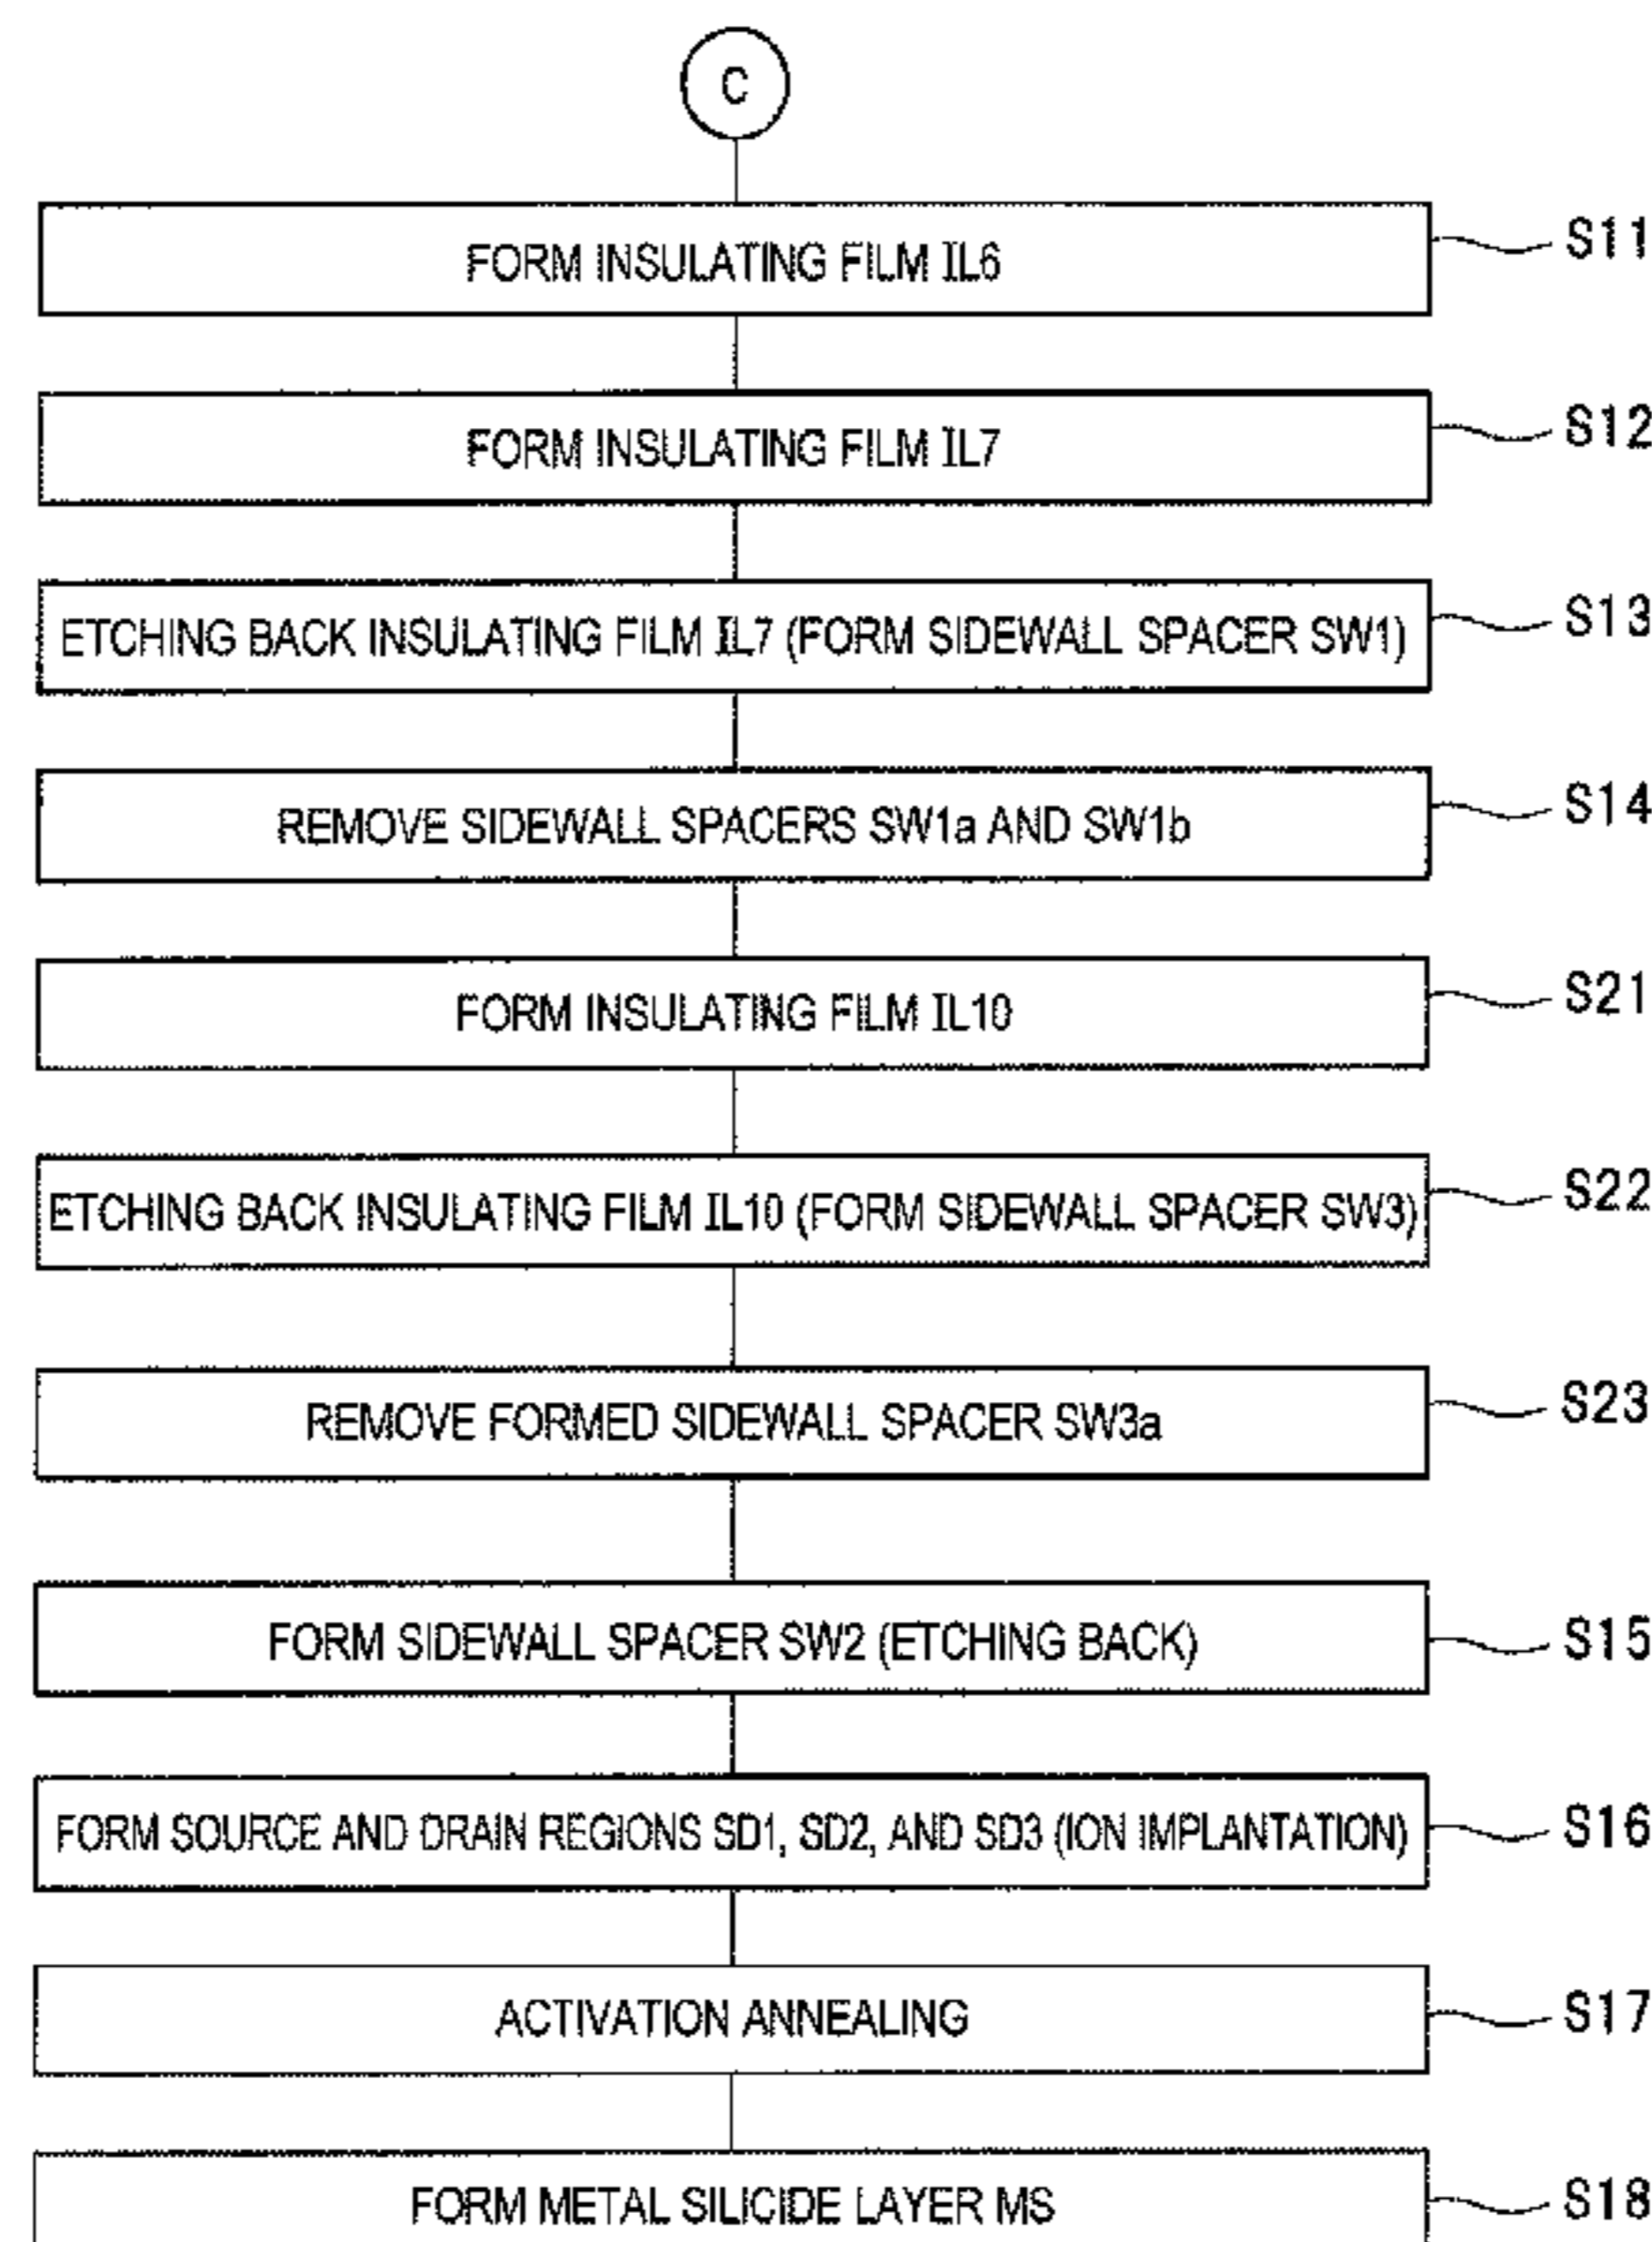 C
FORM INSULATING FILM IL6 S11
FORM INSULATING FILM IL7 S12
ETCHING BACK INSULATING FILM IL7 (FORM SIDEWALL SPACER SW1) S13
REMOVE SIDEWALL SPACERS SW1a AND SW1b S14
FORM INSULATING FILM IL10 S21
ETCHING BACK INSULATING FILM IL10 (FORM SIDEWALL SPACER SW3) S22
REMOVE FORMED SIDEWALL SPACER SW3a S23
FORM SIDEWALL SPACER SW2 (ETCHING BACK) S15
FORM SOURCE AND DRAIN REGIONS SD1, SD2, AND SD3 (ION IMPLANTATION) S16
ACTIVATION ANNEALING S17
FORM METAL SILICIDE LAYER MS S18